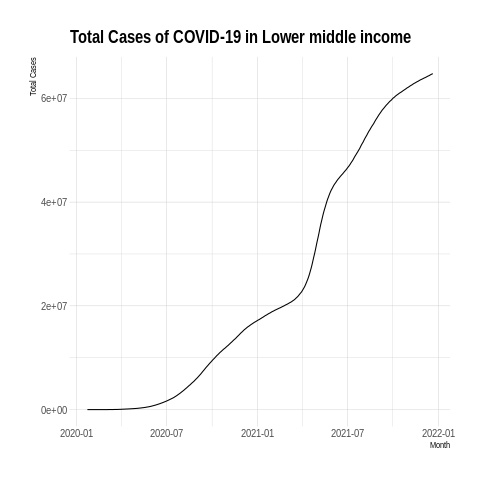 Total Cases of COVID-19 in Lower middle income
Total Cases
6e+07
4e+07
2e+07
0e+00
2020-01 2020-07 2021-01 2021-07 2022-01
Month